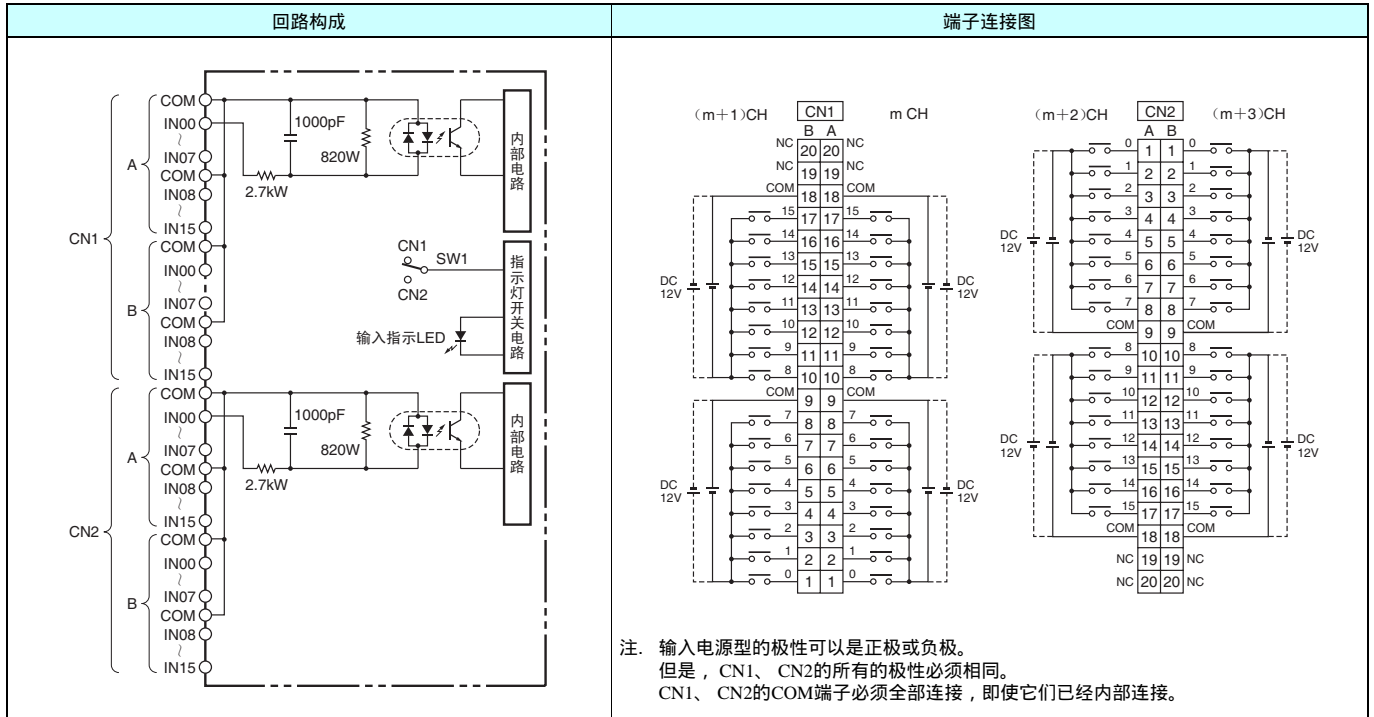 回路构成
端子连接图
COM
IN00
~
IN07
COM
IN08
~
IN15
A
COM
IN00
~
IN07
COM
IN08
~
IN15
B
CN1
COM
IN00
~
IN07
COM
IN08
~
IN15
A
COM
IN00
~
IN07
COM
IN08
~
IN15
B
CN2
1000pF
820W
2.7kW
内部电路
CN1
SW1
CN2
输入指示LED
指示灯开关电路
1000pF
820W
2.7kW
内部电路
(m+1)CH CN1 m CH
B A
NC 20 20 NC
NC 19 19 NC
COM 18 18 COM
15 17 17 15
14 16 16 14
13 15 15 13
12 14 14 12
11 13 13 11
10 12 12 10
9 11 11 9
8 10 10 8
COM 9 9 COM
7 8 8 7
6 7 7 6
5 6 6 5
4 5 5 4
3 4 4 3
2 3 3 2
1 2 2 1
0 1 1 0
DC
12V
DC
12V
DC
12V
DC
12V
(m+2)CH CN2 (m+3)CH
A B
0 1 1 0
1 2 2 1
2 3 3 2
3 4 4 3
4 5 5 4
5 6 6 5
6 7 7 6
7 8 8 7
COM 9 9 COM
8 10 10 8
9 11 11 9
10 12 12 10
11 13 13 11
12 14 14 12
13 15 15 13
14 16 16 14
15 17 17 15
COM 18 18 COM
NC 19 19 NC
NC 20 20 NC
DC
12V
DC
12V
DC
12V
DC
12V
注. 输入电源型的极性可以是正极或负极。
但是，CN1、 CN2的所有的极性必须相同。
CN1、 CN2的COM端子必须全部连接，即使它们已经内部连接。